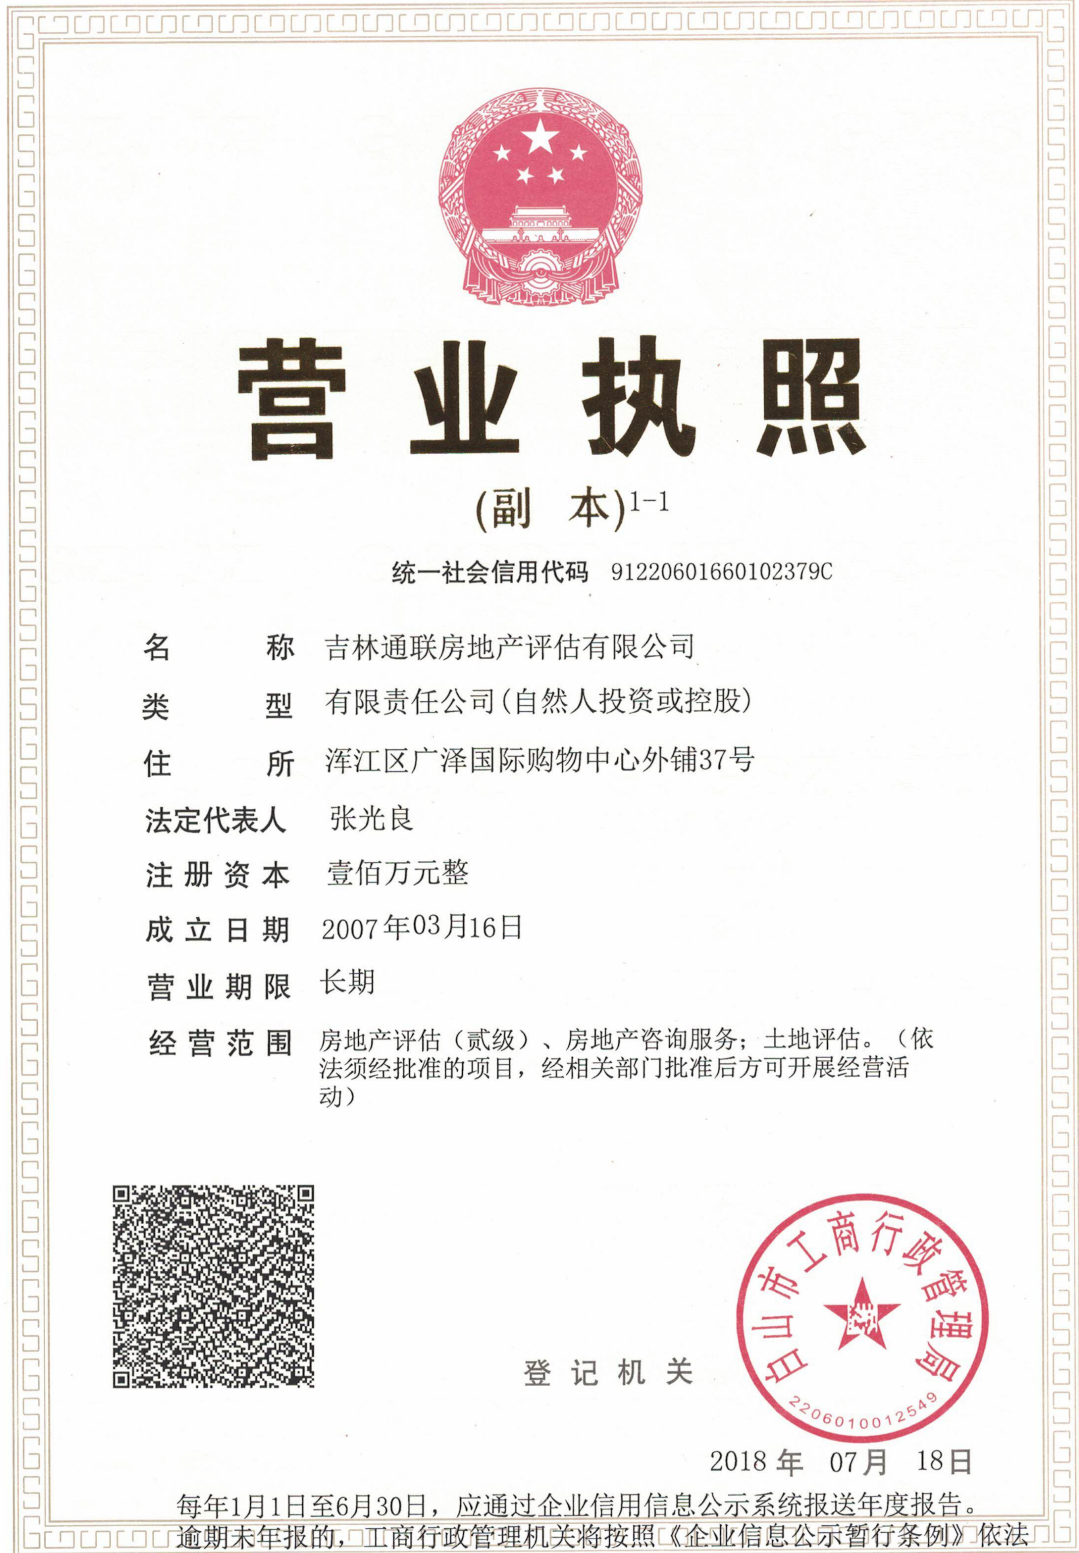 营业执照
(副 本)1-1
统一社会信用代码 91220601660102379C
名 称 吉林通联房地产评估有限公司
类 型 有限责任公司(自然人投资或控股)
住 所 浑江区广泽国际购物中心外铺37号
法定代表人 张光良
注册资本 壹佰万元整
成立日期 2007年03月16日
营业期限 长期
经营范围 房地产评估（贰级）、房地产咨询服务；土地评估。（依
法须经批准的项目，经相关部门批准后方可开展经营活
动）
白山市工商行政管理局
2206010012549
登记机关
2018 年 07月 18日
每年1月1日至6月30日，应通过企业信用信息公示系统报送年度报告。
逾期未年报的，工商行政管理机关将按照《企业信息公示暂行条例》依法